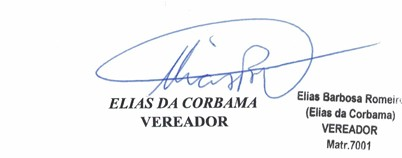 ELIAS DA CORBAMA
VEREADOR
Elias Barbosa Romeiro
(Elias da Corbama)
VEREADOR
Matr.7001